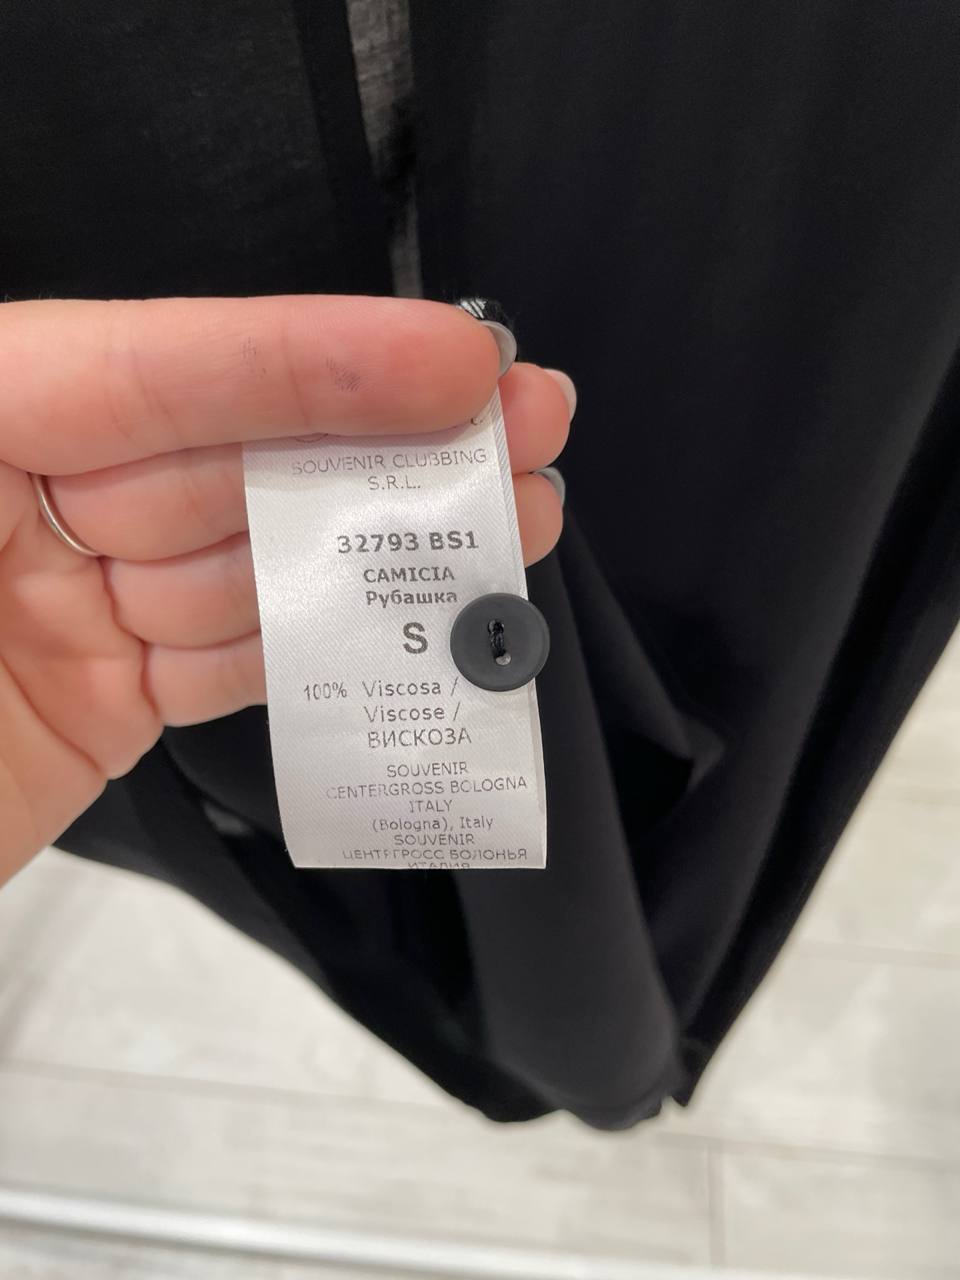 SOUVENIR CLUBBING
S.R.L.
32793 BS1
CAMICIA
Рубашка
S
100% Viscosa /
Viscose /
ВИСКОЗА
SOUVENIR
CENTERGROSS BOLOGNA
ITALY
(Bologna), Italy
SOUVENIR
ЦЕНТРГРОСС БОЛОНЬЯ
ИТАЛИЯ